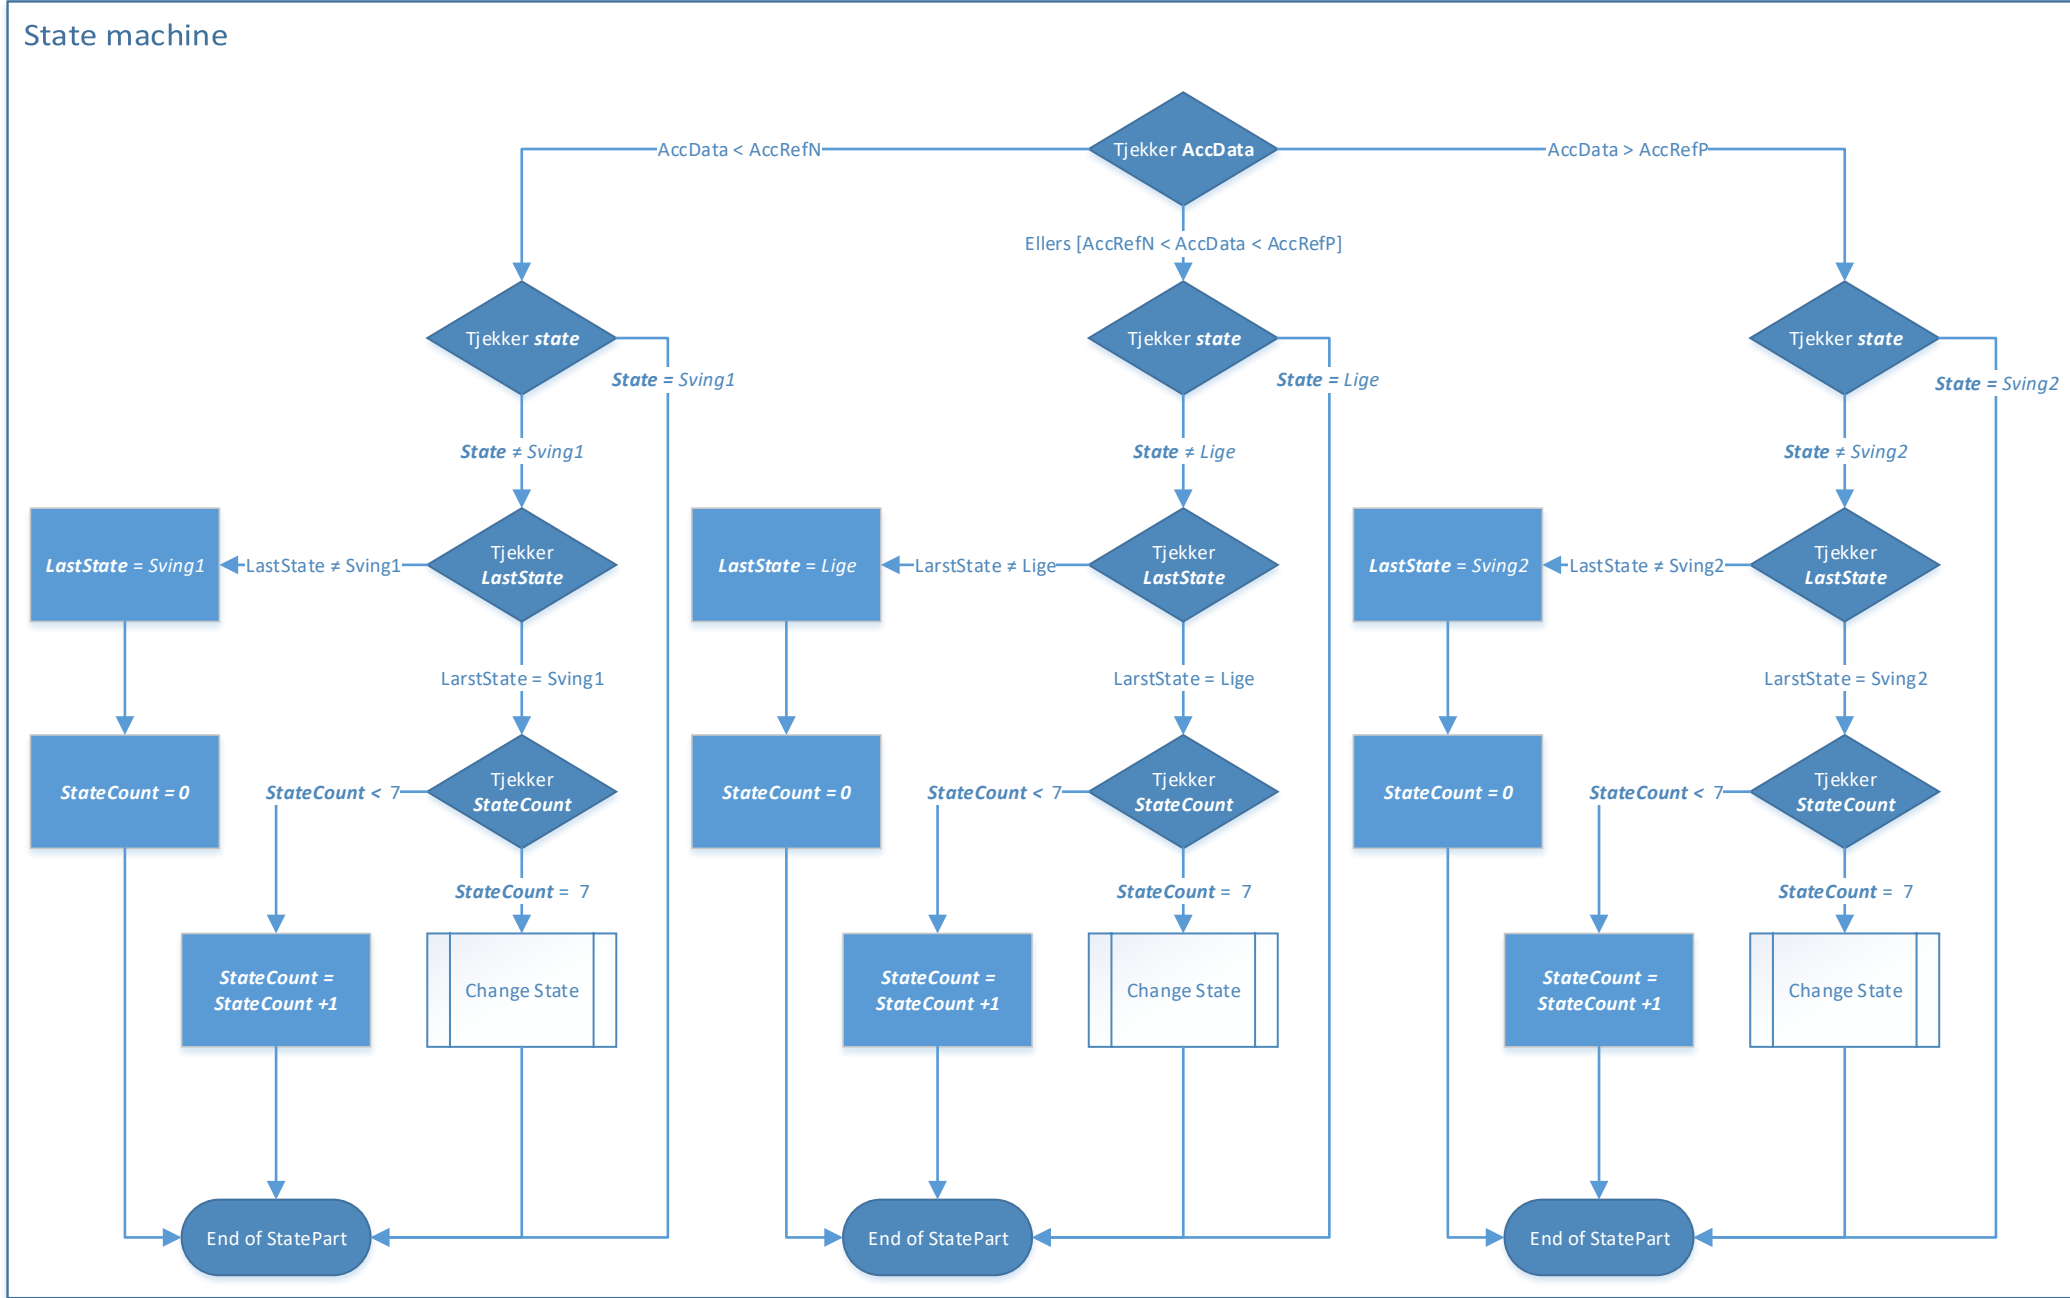 State machine
Tjekker AccData
AccData < AccRefN
AccData > AccRefP
Ellers [AccRefN < AccData < AccRefP]
Tjekker state
Tjekker state
Tjekker state
State = Sving1
State = Lige
State = Sving2
State ≠ Sving1
State ≠ Lige
State ≠ Sving2
LastState = Sving1
LastState ≠ Sving1
Tjekker
LastState
LastState = Lige
LarstState ≠ Lige
Tjekker
LastState
LastState = Sving2
LastState ≠ Sving2
Tjekker
LastState
LarstState = Sving1
LarstState = Lige
LarstState = Sving2
StateCount = 0
StateCount < 7
Tjekker
StateCount
StateCount = 0
StateCount < 7
Tjekker
StateCount
StateCount = 0
StateCount < 7
Tjekker
StateCount
StateCount = 7
StateCount = 7
StateCount = 7
StateCount =
StateCount +1
Change State
StateCount =
StateCount +1
Change State
StateCount =
StateCount +1
Change State
End of StatePart
End of StatePart
End of StatePart